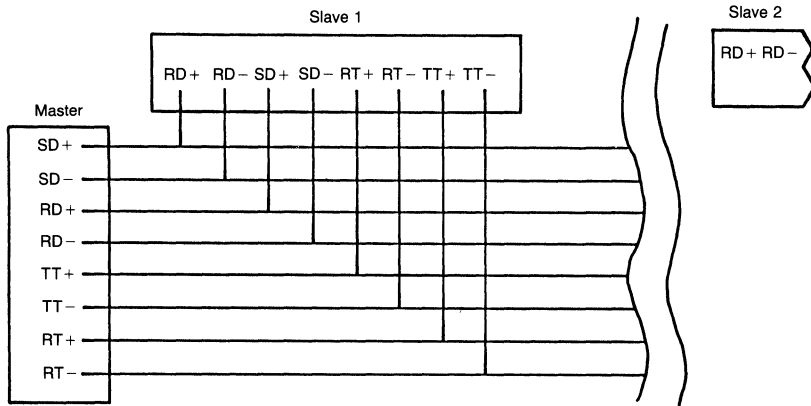 Slave 1
Slave 2
RD+ RD− SD+ SD− RT+ RT− TT+ TT−
RD+ RD−
Master
SD+
SD−
RD+
RD−
TT+
TT−
RT+
RT−